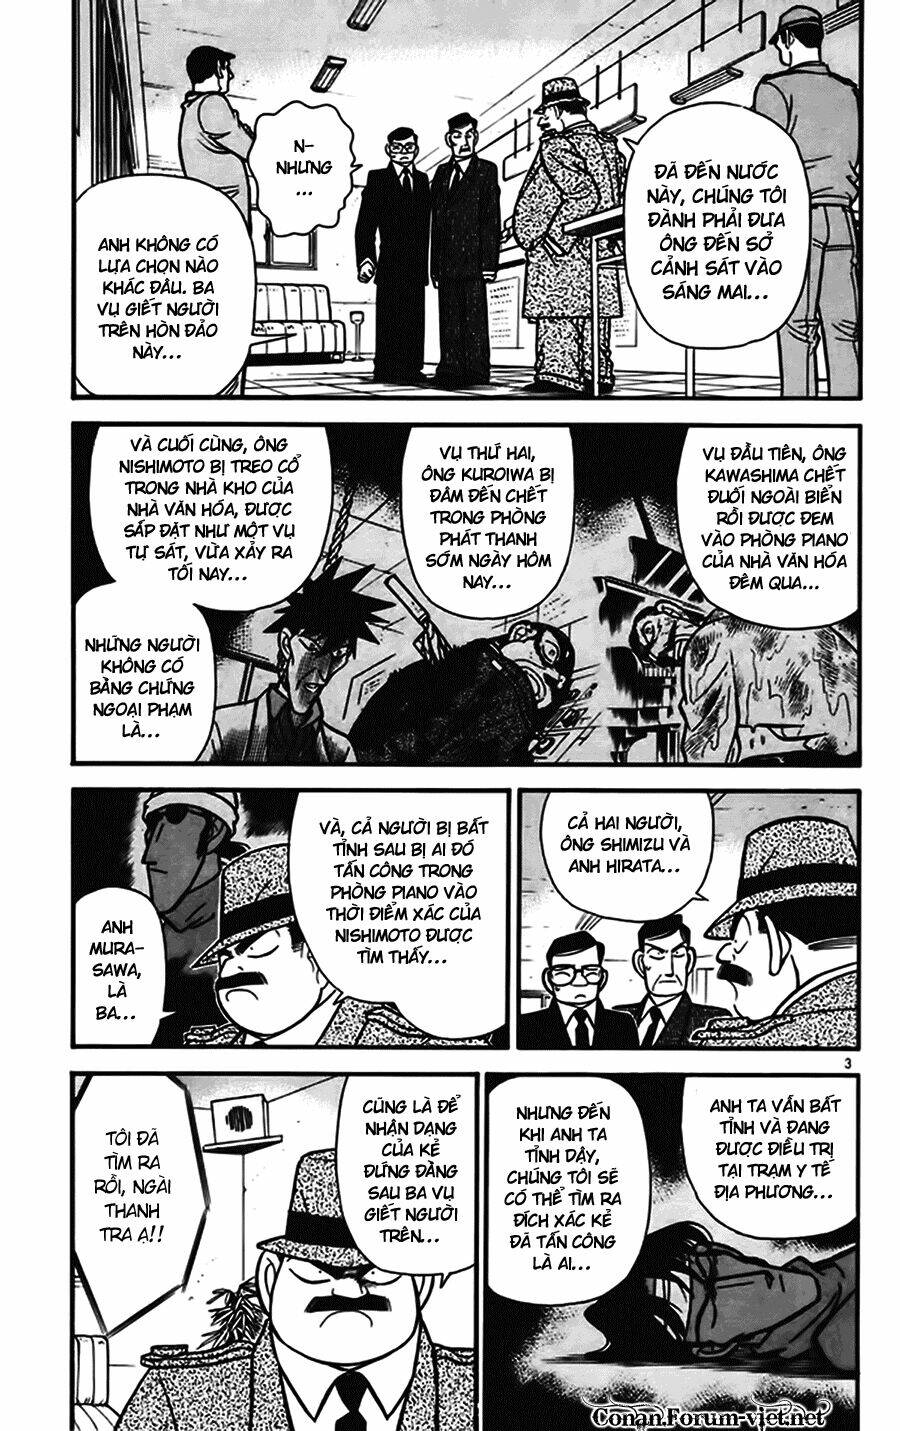 ĐÃ ĐẾN NƯỚC
NÀY, CHÚNG TÔI
ĐÀNH PHẢI ĐƯA
ÔNG ĐẾN SỞ
CẢNH SÁT VÀO
SÁNG MAI...
N-
NHƯNG
...
ANH KHÔNG CÓ
LỰA CHỌN NÀO
KHÁC ĐÂU. BA
VỤ GIẾT NGƯỜI
TRÊN HÒN ĐẢO
NÀY...
VỤ ĐẦU TIÊN, ÔNG
KAWASHIMA CHẾT
ĐUỐI NGOÀI BIỂN
RỒI ĐƯỢC ĐEM
VÀO PHÒNG PIANO
CỦA NHÀ VĂN HÓA
ĐÊM QUA...
VỤ THỨ HAI,
ÔNG KUROIWA BỊ
ĐÂM ĐẾN CHẾT
TRONG PHÒNG
PHÁT THANH
SỚM NGÀY HÔM
NAY...
VÀ CUỐI CÙNG, ÔNG
NISHIMOTO BỊ TREO CỔ
TRONG NHÀ KHO CỦA
NHÀ VĂN HÓA, ĐƯỢC
SẮP ĐẶT NHƯ MỘT VỤ
TỰ SÁT, VỪA XẢY RA
TỐI NAY...
NHỮNG NGƯỜI
KHÔNG CÓ
BẰNG CHỨNG
NGOẠI PHẠM
LÀ...
CẢ HAI NGƯỜI,
ÔNG SHIMIZU VÀ
ANH HIRATA...
VÀ, CẢ NGƯỜI BỊ BẤT
TỈNH SAU BỊ AI ĐÓ
TẤN CÔNG TRONG
PHÒNG PIANO VÀO
THỜI ĐIỂM XÁC CỦA
NISHIMOTO ĐƯỢC
TÌM THẤY...
ANH
MURA-
SAWA,
LÀ
BA...
3
ANH TA VẪN BẤT
TỈNH VÀ ĐANG
ĐƯỢC ĐIỀU TRỊ
TẠI TRẠM Y TẾ
ĐỊA PHƯƠNG...
NHƯNG ĐẾN
KHI ANH TA
TỈNH DẬY,
CHÚNG TÔI SẼ
CÓ THỂ TÌM RA
ĐÍCH XÁC KẺ
ĐÃ TẤN CÔNG
LÀ AI...
CŨNG LÀ ĐỂ
NHẬN DẠNG
CỦA KẺ
ĐỨNG ĐẰNG
SAU BA VỤ
GIẾT NGƯỜI
TRÊN...
TÔI ĐÃ
TÌM RA
RỒI, NGÀI
THANH
TRA Ạ!!
Conan.Forum-viet.net